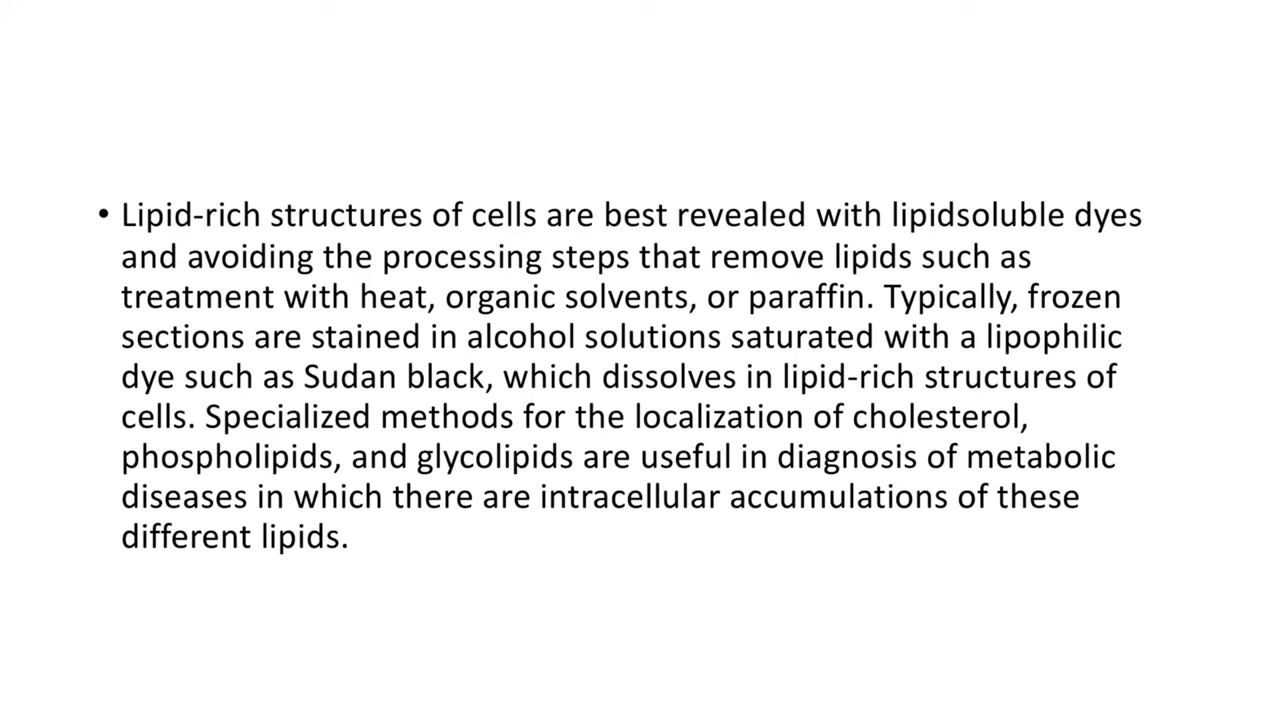 • Lipid-rich structures of cells are best revealed with lipidsoluble dyes
and avoiding the processing steps that remove lipids such as
treatment with heat, organic solvents, or paraffin. Typically, frozen
sections are stained in alcohol solutions saturated with a lipophilic
dye such as Sudan black, which dissolves in lipid-rich structures of
cells. Specialized methods for the localization of cholesterol,
phospholipids, and glycolipids are useful in diagnosis of metabolic
diseases in which there are intracellular accumulations of these
different lipids.